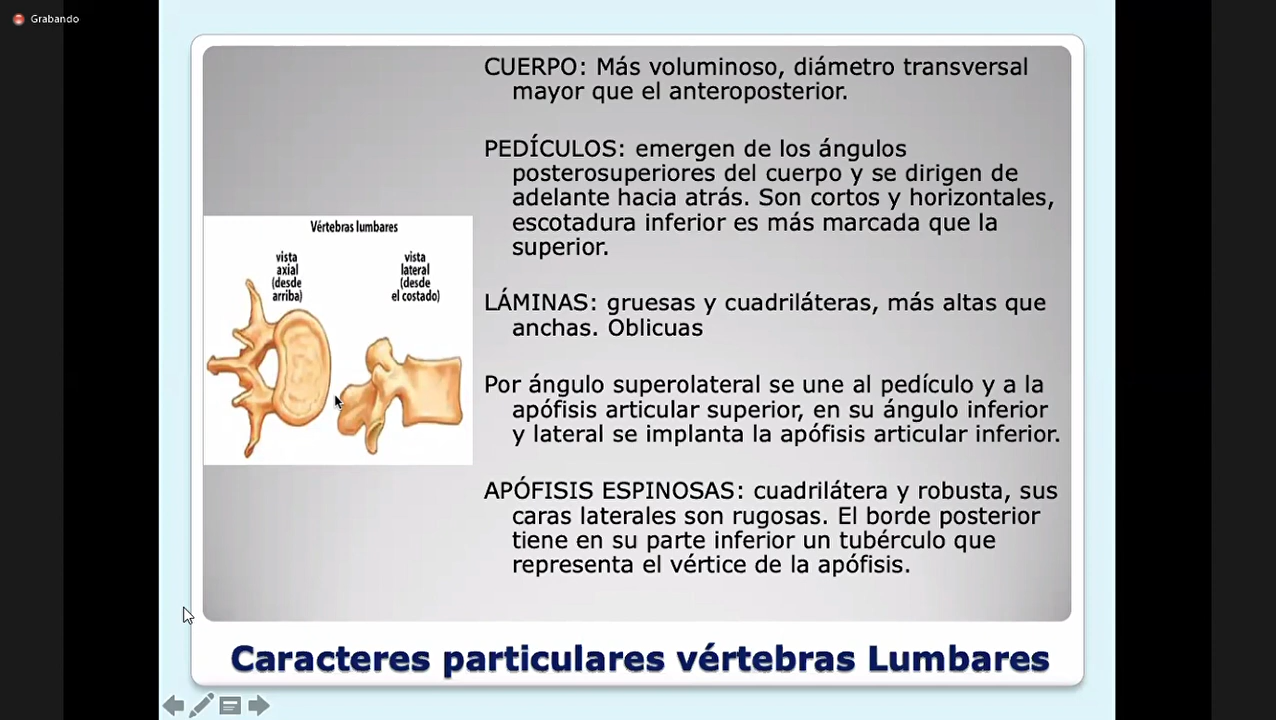 Grabando
CUERPO: Más voluminoso, diámetro transversal
mayor que el anteroposterior.
PEDÍCULOS: emergen de los ángulos
posterosuperiores del cuerpo y se dirigen de
adelante hacia atrás. Son cortos y horizontales,
escotadura inferior es más marcada que la
superior.
LÁMINAS: gruesas y cuadriláteras, más altas que
anchas. Oblicuas
Por ángulo superolateral se une al pedículo y a la
apófisis articular superior, en su ángulo inferior
y lateral se implanta la apófisis articular inferior.
APÓFISIS ESPINOSAS: cuadrilátera y robusta, sus
caras laterales son rugosas. El borde posterior
tiene en su parte inferior un tubérculo que
representa el vértice de la apófisis.
Vértebras lumbares
vista
axial
(desde
arriba)
vista
lateral
(desde
el costado)
Caracteres particulares vértebras Lumbares